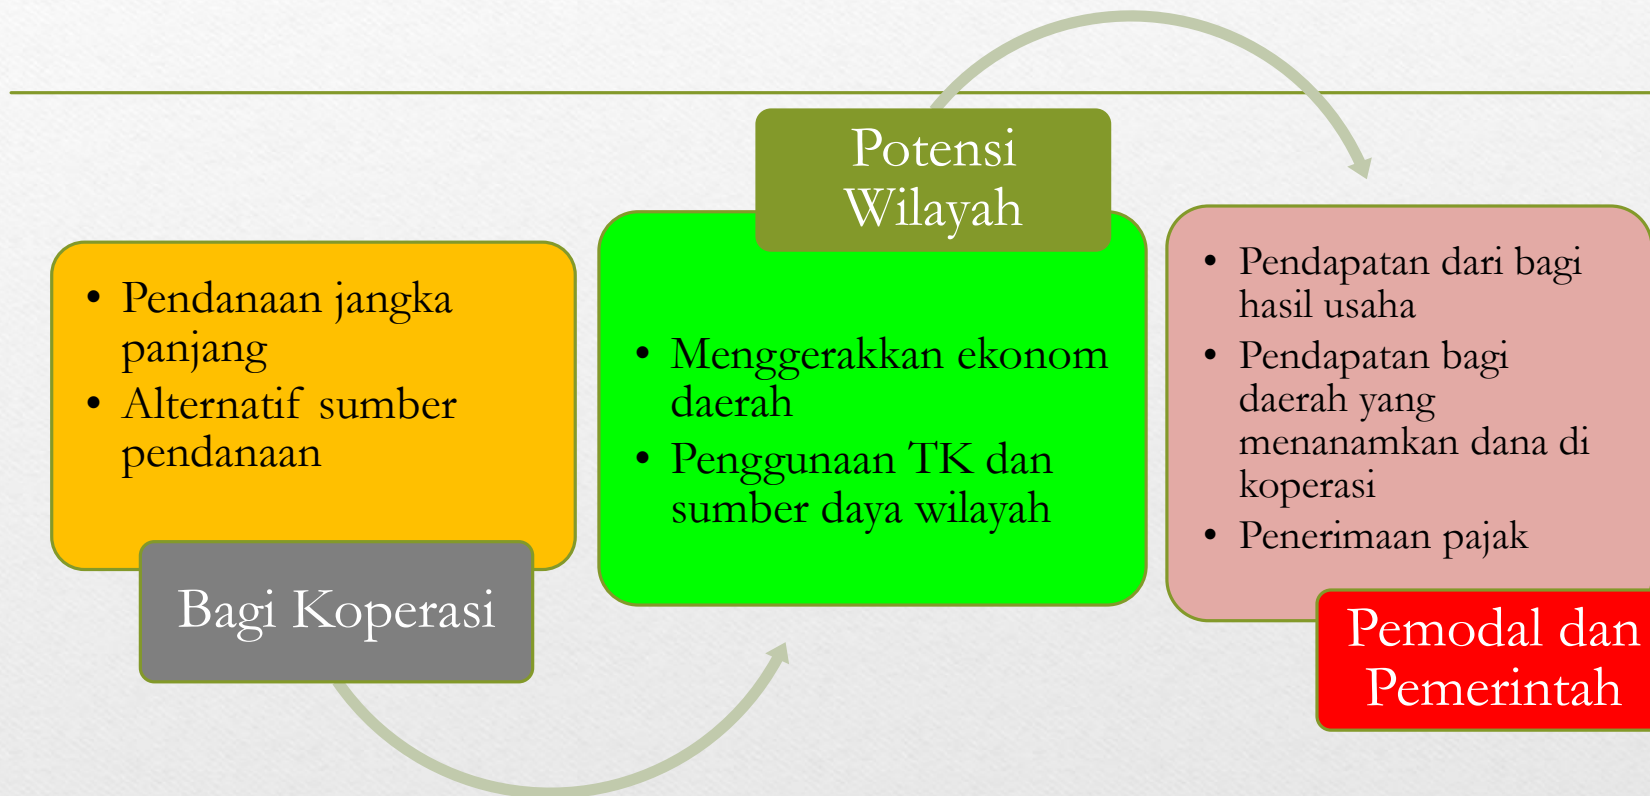 • Pendanaan jangka
panjang
• Alternatif sumber
pendanaan
Bagi Koperasi
Potensi
Wilayah
• Menggerakkan ekonom
daerah
• Penggunaan TK dan
sumber daya wilayah
• Pendapatan dari bagi
hasil usaha
• Pendapatan bagi
daerah yang
menanamkan dana di
koperasi
• Penerimaan pajak
Pemodal dan
Pemerintah